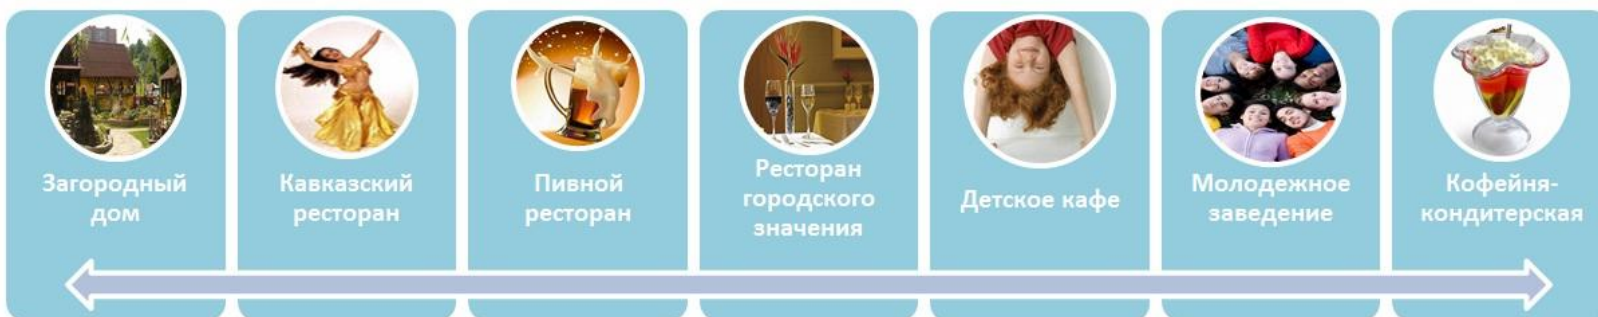 Загородный
дом
Кавказский
ресторан
Пивной
ресторан
Ресторан
городского
значения
Детское кафе
Молодежное
заведение
Кофейня-
кондитерская